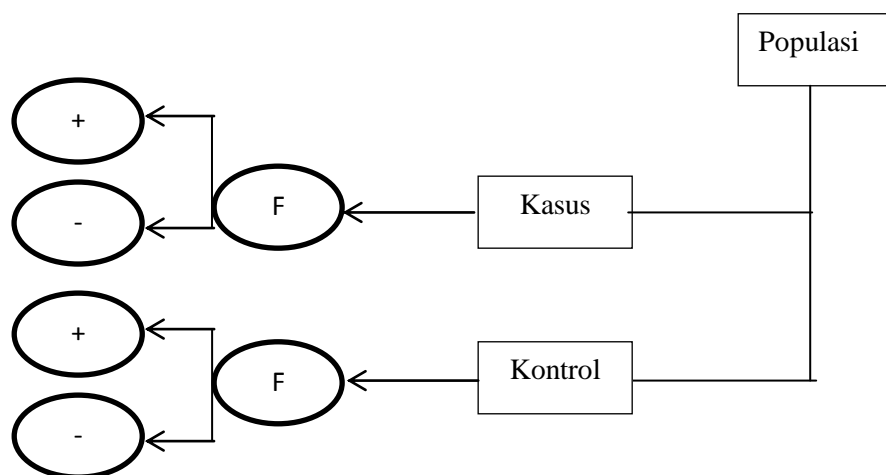 Populasi
+
F
Kasus
-
+
F
Kontrol
-